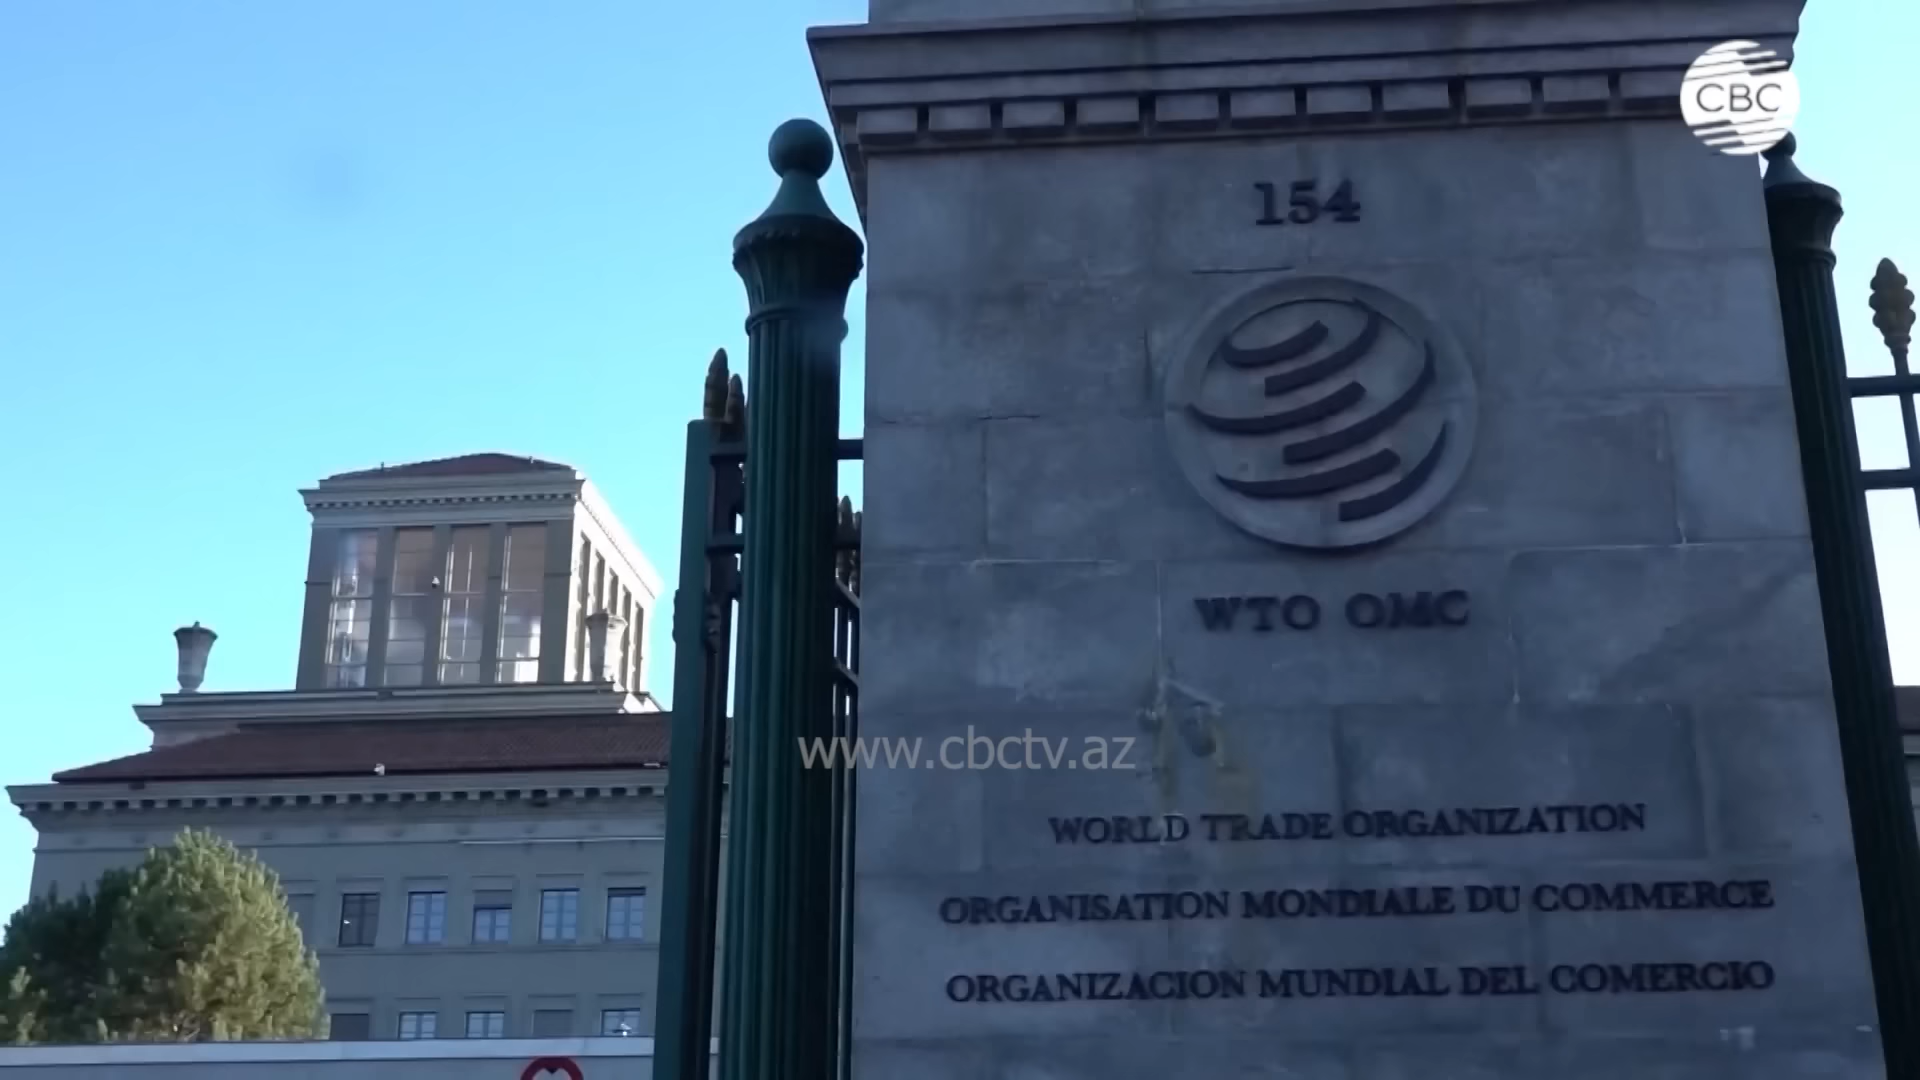 CBC
154
WTO OMC
www.cbctv.az
WORLD TRADE ORGANIZATION
ORGANISATION MONDIALE DU COMMERCE
ORGANIZACION MUNDIAL DEL COMERCIO